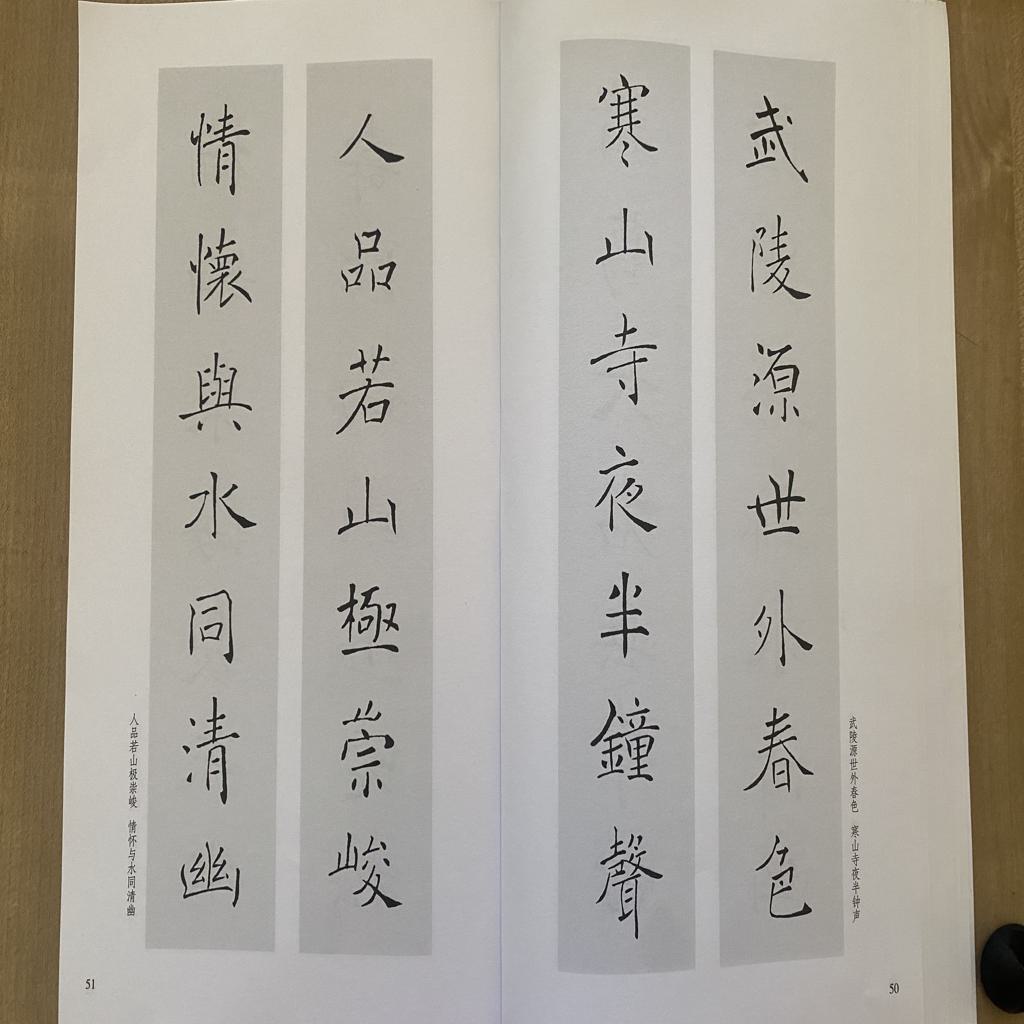 武陵源世外春色
寒山寺夜半鐘聲
武陵源世外春色 寒山寺夜半钟声
50
人品若山極崇峻
情懷與水同清幽
人品若山极崇峻 情怀与水同清幽
51